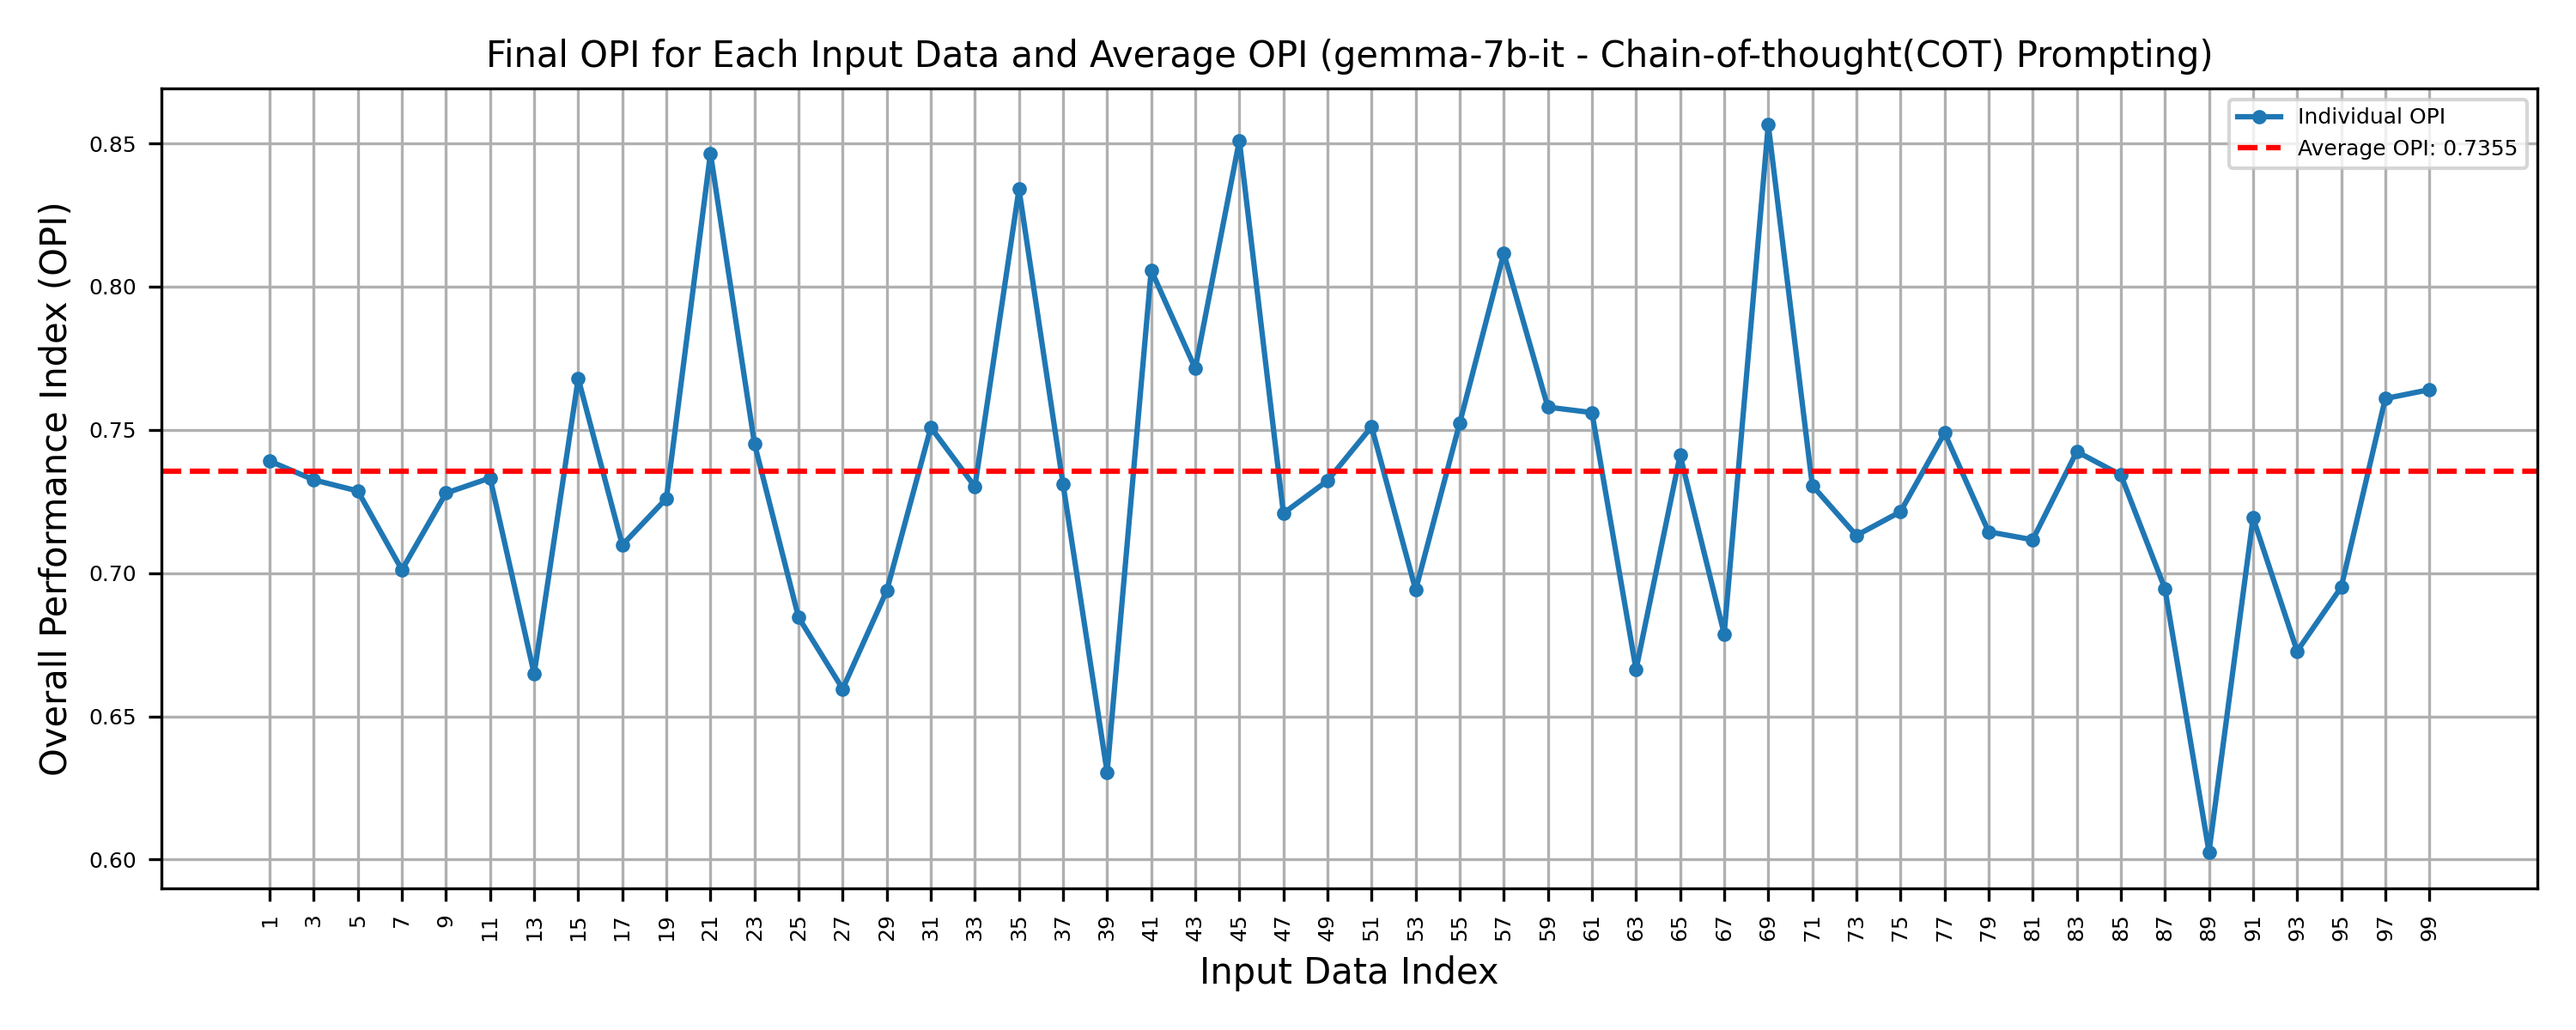 Final OPI for Each Input Data and Average OPI (gemma-7b-it - Chain-of-thought(COT) Prompting)
Individual OPI
Average OPI: 0.7355
Overall Performance Index (OPI)
0.85
0.80
0.75
0.70
0.65
0.60
1 3 5 7 9 11 13 15 17 19 21 23 25 27 29 31 33 35 37 39 41 43 45 47 49 51 53 55 57 59 61 63 65 67 69 71 73 75 77 79 81 83 85 87 89 91 93 95 97 99
Input Data Index